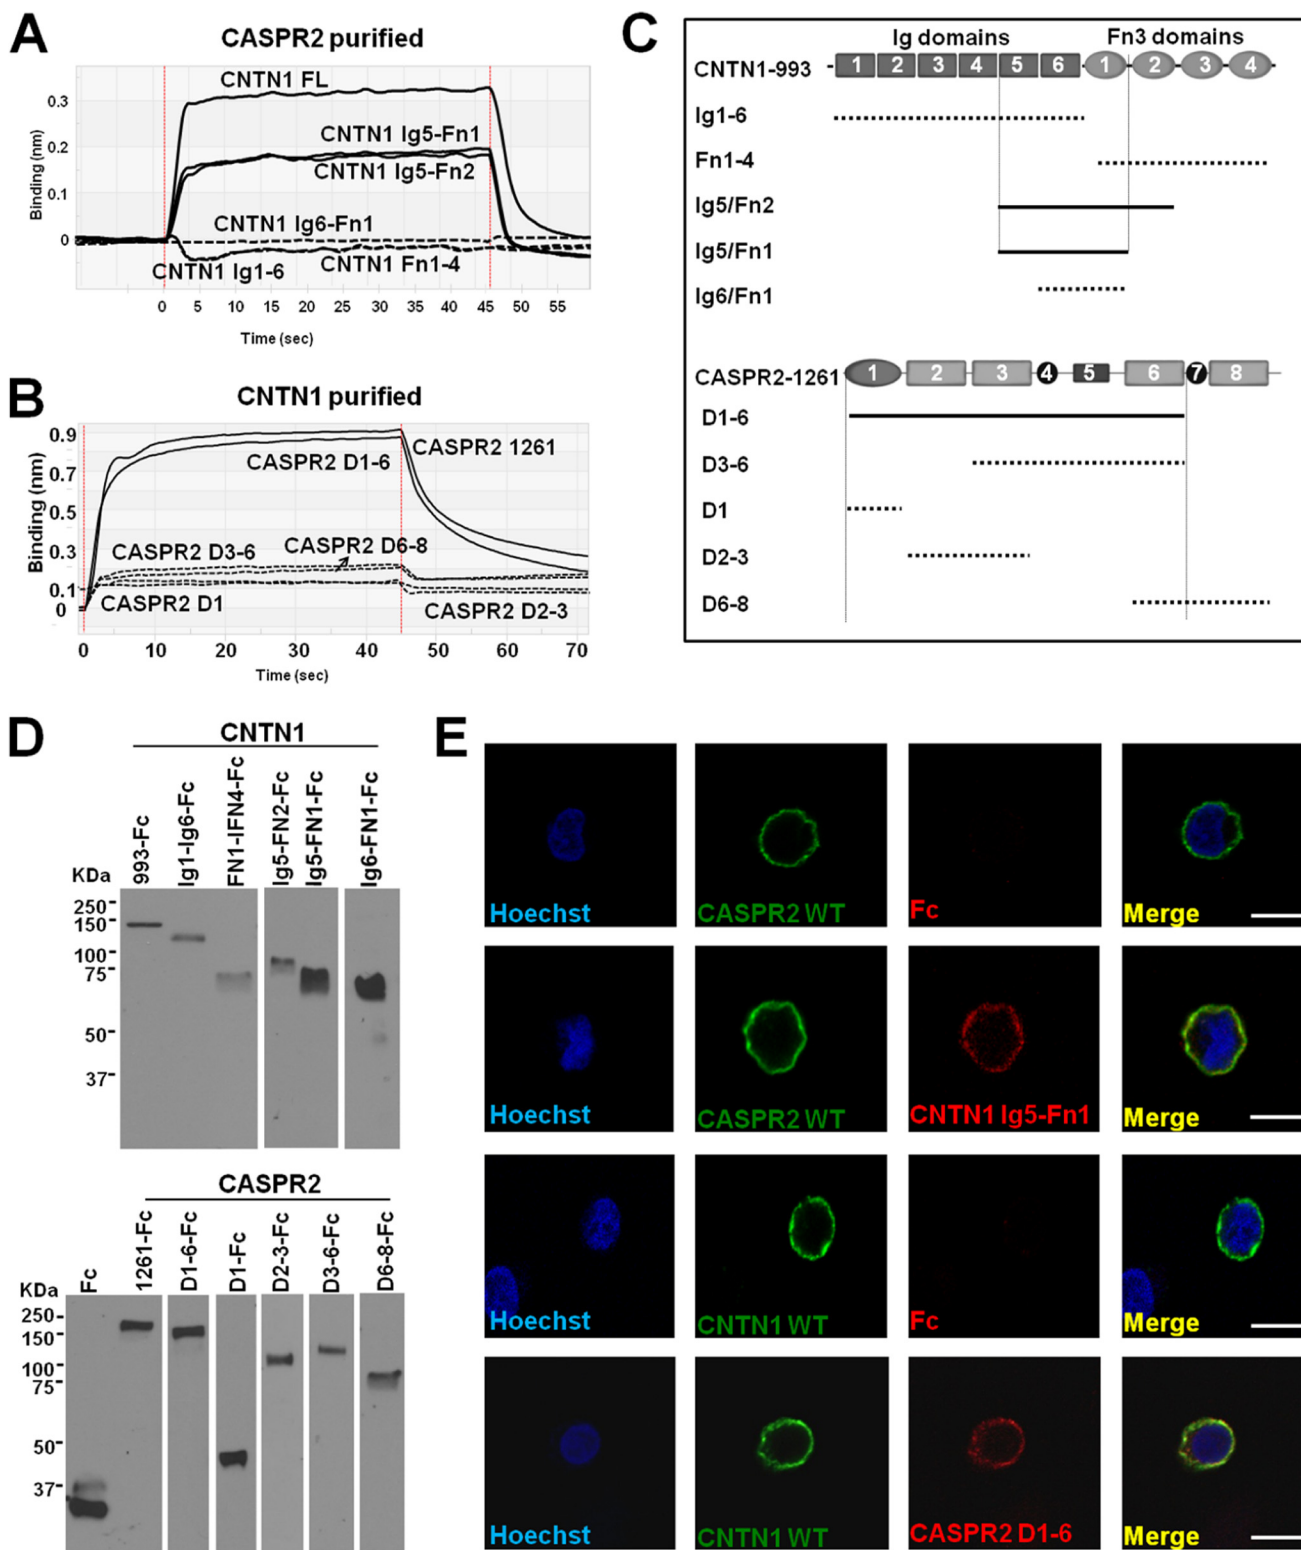 A
CASPR2 purified
Binding (nm)
0.3
0.2
0.1
0
CNTN1 FL
CNTN1 Ig5-Fn1
CNTN1 Ig5-Fn2
CNTN1 Ig6-Fn1
CNTN1 Ig1-6
CNTN1 Fn1-4
0 5 10 15 20 25 30 35 40 45 50 55
Time (sec)
B
CNTN1 purified
Binding (nm)
0.9
0.7
0.5
0.3
0.1
0
CASPR2 1261
CASPR2 D1-6
CASPR2 D3-6
CASPR2 D6-8
CASPR2 D1
CASPR2 D2-3
0 10 20 30 40 50 60 70
Time (sec)
C
Ig domains Fn3 domains
CNTN1-993 1 2 3 4 5 6 1 2 3 4
Ig1-6
Fn1-4
Ig5/Fn2
Ig5/Fn1
Ig6/Fn1
CASPR2-1261 1 2 3 4 5 6 7 8
D1-6
D3-6
D1
D2-3
D6-8
D
CNTN1
993-Fc
Ig1-Ig6-Fc
FN1-IFN4-Fc
Ig5-FN2-Fc
Ig5-FN1-Fc
Ig6-FN1-Fc
KDa
250-
150-
100-
75-
50-
37-
CASPR2
Fc
1261-Fc
D1-6-Fc
D1-Fc
D2-3-Fc
D3-6-Fc
D6-8-Fc
KDa
250-
150-
100-
75-
50-
37-
E
Hoechst CASPR2 WT Fc Merge
Hoechst CASPR2 WT CNTN1 Ig5-Fn1 Merge
Hoechst CNTN1 WT Fc Merge
Hoechst CNTN1 WT CASPR2 D1-6 Merge